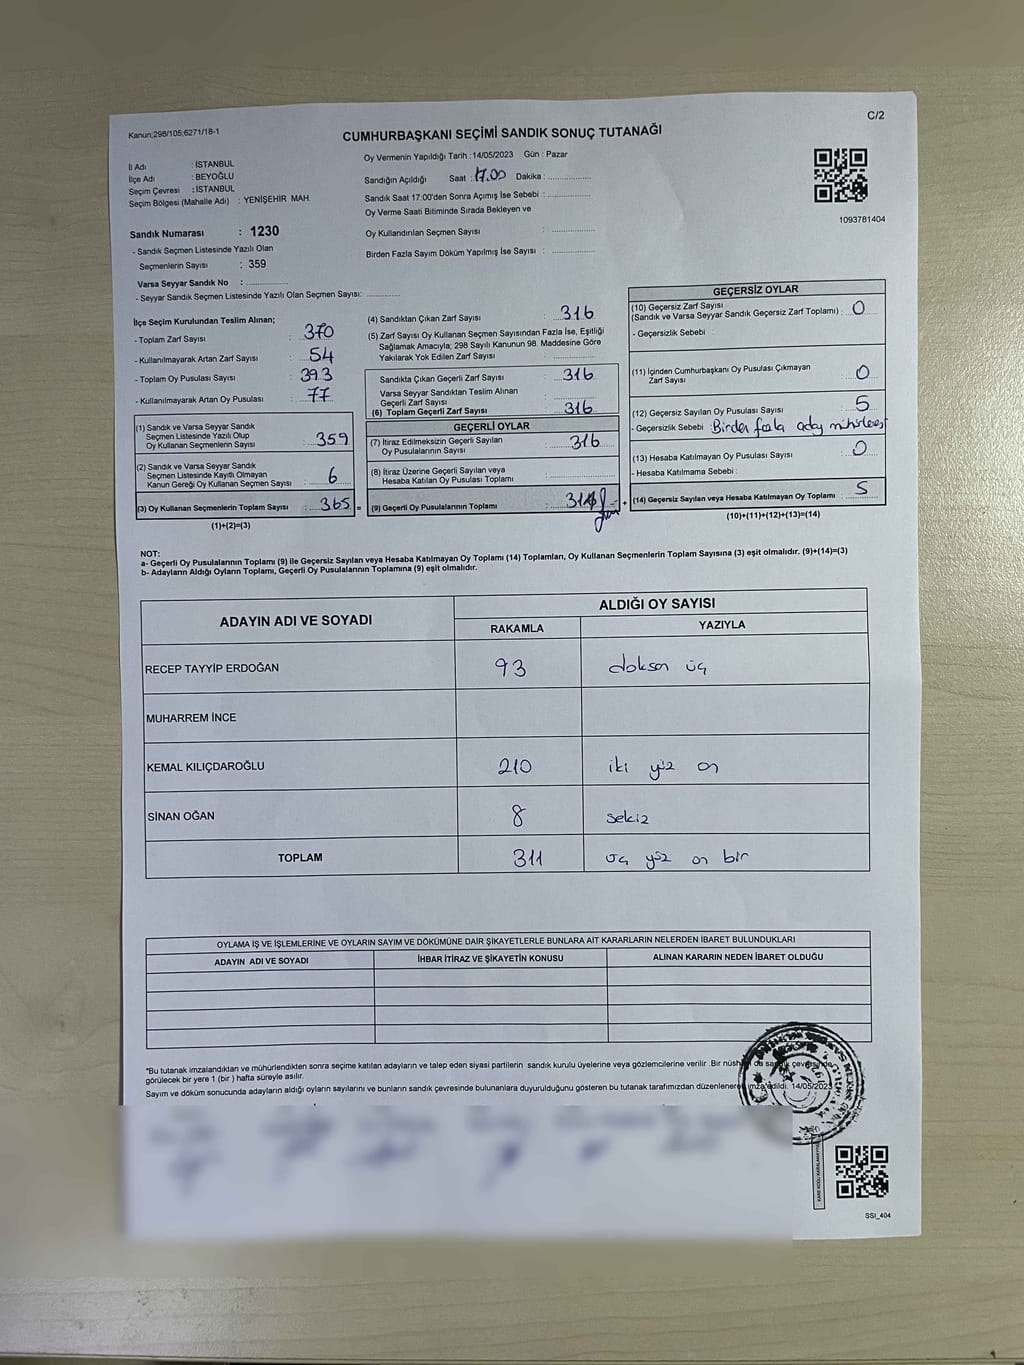 Kanun;298/105;6271/18-1
C/2
CUMHURBAŞKANI SEÇİMİ SANDIK SONUÇ TUTANAĞI
İl Adı : İSTANBUL
İlçe Adı : BEYOĞLU
Seçim Çevresi : İSTANBUL
Seçim Bölgesi (Mahalle Adı) : YENİŞEHİR MAH.
Sandık Numarası : 1230
- Sandık Seçmen Listesinde Yazılı Olan
Seçmenlerin Sayısı : 359
Varsa Seyyar Sandık No :
- Seyyar Sandık Seçmen Listesinde Yazılı Olan Seçmen Sayısı:
Oy Vermenin Yapıldığı Tarih : 14/05/2023 Gün : Pazar
Sandığın Açıldığı Saat : 17.00 Dakika :
Sandık Saat 17:00'den Sonra Açımış İse Sebebi :
Oy Verme Saati Bitiminde Sırada Bekleyen ve
Oy Kullandırılan Seçmen Sayısı :
Birden Fazla Sayım Döküm Yapılmış İse Sayısı :
1093781404
İlçe Seçim Kurulundan Teslim Alınan;
- Toplam Zarf Sayısı : 370
- Kullanılmayarak Artan Zarf Sayısı : 54
- Toplam Oy Pusulası Sayısı : 393
- Kullanılmayarak Artan Oy Pusulası : 77
(1) Sandık ve Varsa Seyyar Sandık
Seçmen Listesinde Yazılı Olup
Oy Kullanan Seçmenlerin Sayısı : 359
(2) Sandık ve Varsa Seyyar Sandık
Seçmen Listesinde Kayıtlı Olmayan
Kanun Gereği Oy Kullanan Seçmen Sayısı : 6
(3) Oy Kullanan Seçmenlerin Toplam Sayısı : 365 =
(1)+(2)=(3)
(4) Sandıktan Çıkan Zarf Sayısı : 316
(5) Zarf Sayısı Oy Kullanan Seçmen Sayısından Fazla İse, Eşitliği
Sağlamak Amacıyla; 298 Sayılı Kanunun 98. Maddesine Göre
Yakılarak Yok Edilen Zarf Sayısı :
Sandıkta Çıkan Geçerli Zarf Sayısı : 316
Varsa Seyyar Sandıktan Teslim Alınan
Geçerli Zarf Sayısı :
(6) Toplam Geçerli Zarf Sayısı : 316
GEÇERLİ OYLAR
(7) İtiraz Edilmeksizin Geçerli Sayılan
Oy Pusulalarının Sayısı : 316
(8) İtiraz Üzerine Geçerli Sayılan veya
Hesaba Katılan Oy Pusulası Toplamı :
(9) Geçerli Oy Pusulalarının Toplamı : +
GEÇERSİZ OYLAR
(10) Geçersiz Zarf Sayısı
(Sandık ve Varsa Seyyar Sandık Geçersiz Zarf Toplamı) : 0
- Geçersizlik Sebebi :
(11) İçinden Cumhurbaşkanı Oy Pusulası Çıkmayan
Zarf Sayısı : 0
(12) Geçersiz Sayılan Oy Pusulası Sayısı : 5
- Geçersizlik Sebebi : Birden fazla aday
(13) Hesaba Katılmayan Oy Pusulası Sayısı : 0
- Hesaba Katılmama Sebebi :
(14) Geçersiz Sayılan veya Hesaba Katılmayan Oy Toplamı : 5
(10)+(11)+(12)+(13)=(14)
NOT:
a- Geçerli Oy Pusulalarının Toplamı (9) ile Geçersiz Sayılan veya Hesaba Katılmayan Oy Toplamı (14) Toplamları, Oy Kullanan Seçmenlerin Toplam Sayısına (3) eşit olmalıdır. (9)+(14)=(3)
b- Adayların Aldığı Oyların Toplamı, Geçerli Oy Pusulalarının Toplamına (9) eşit olmalıdır.
ADAYIN ADI VE SOYADI
ALDIĞI OY SAYISI
RAKAMLA YAZIYLA
RECEP TAYYİP ERDOĞAN 93 doksan üç
MUHARREM İNCE
KEMAL KILIÇDAROĞLU 210 iki yüz on
SİNAN OĞAN 8 sekiz
TOPLAM 311 üç yüz on bir
OYLAMA İŞ VE İŞLEMLERİNE VE OYLARIN SAYIM VE DÖKÜMÜNE DAİR ŞİKAYETLERLE BUNLARA AİT KARARLARIN NELERDEN İBARET BULUNDUKLARI
ADAYIN ADI VE SOYADI İHBAR İTİRAZ VE ŞİKAYETİN KONUSU ALINAN KARARIN NEDEN İBARET OLDUĞU
*Bu tutanak imzalandıktan ve mühürlendikten sonra seçime katılan adayların ve talep eden siyasi partilerin sandık kurulu üyelerine veya gözlemcilerine verilir. Bir da sandık çevresinde
görülecek bir yere 1 (bir ) hafta süreyle asılır.
Sayım ve döküm sonucunda adayların aldığı oyların sayılarını ve bunların sandık çevresinde bulunanlara duyurulduğunu gösteren bu tutanak tarafımızdan düzenlenerek imza edildi. 14/05/2023
SSI_404